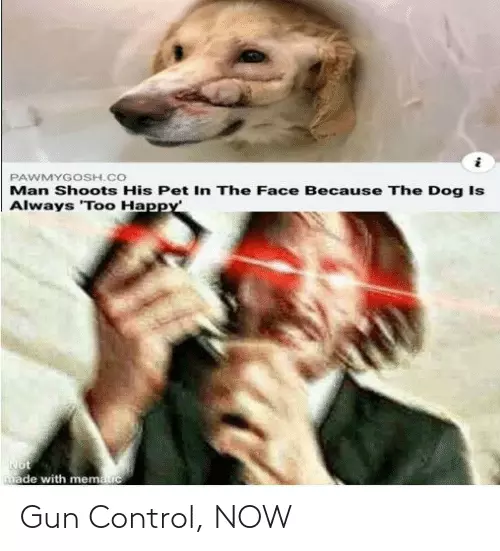 i
PAWMYGOSH.CO
Man Shoots His Pet In The Face Because The Dog Is
Always 'Too Happy'
Not
made with mematic
Gun Control, NOW